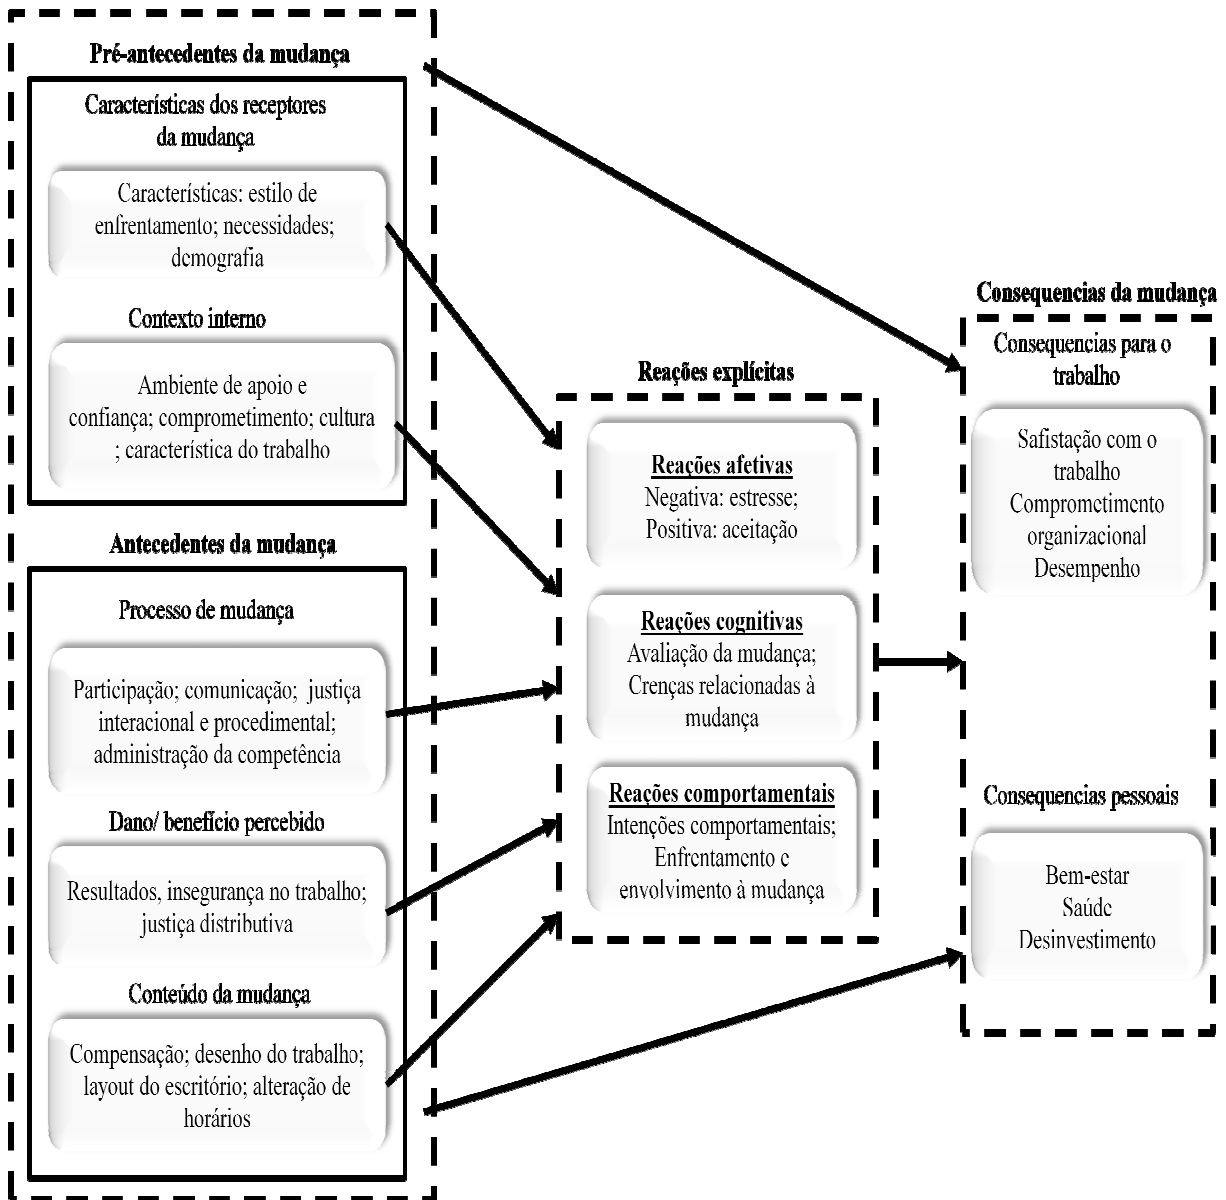 Pré-antecedentes da mudança
Características dos receptores
da mudança
Características: estilo de
enfrentamento; necessidades;
demografia
Contexto interno
Ambiente de apoio e
confiança; comprometimento; cultura
; característica do trabalho
Antecedentes da mudança
Processo de mudança
Participação; comunicação; justiça
interacional e procedimental;
administração da competência
Dano/ benefício percebido
Resultados, insegurança no trabalho;
justiça distributiva
Conteúdo da mudança
Compensação; desenho do trabalho;
layout do escritório; alteração de
horários
Reações explícitas
Reações afetivas
Negativa: estresse;
Positiva: aceitação
Reações cognitivas
Avaliação da mudança;
Crenças relacionadas à
mudança
Reações comportamentais
Intenções comportamentais;
Enfrentamento e
envolvimento à mudança
Consequencias da mudança
Consequencias para o
trabalho
Safistação com o
trabalho
Comprometimento
organizacional
Desempenho
Consequencias pessoais
Bem-estar
Saúde
Desinvestimento